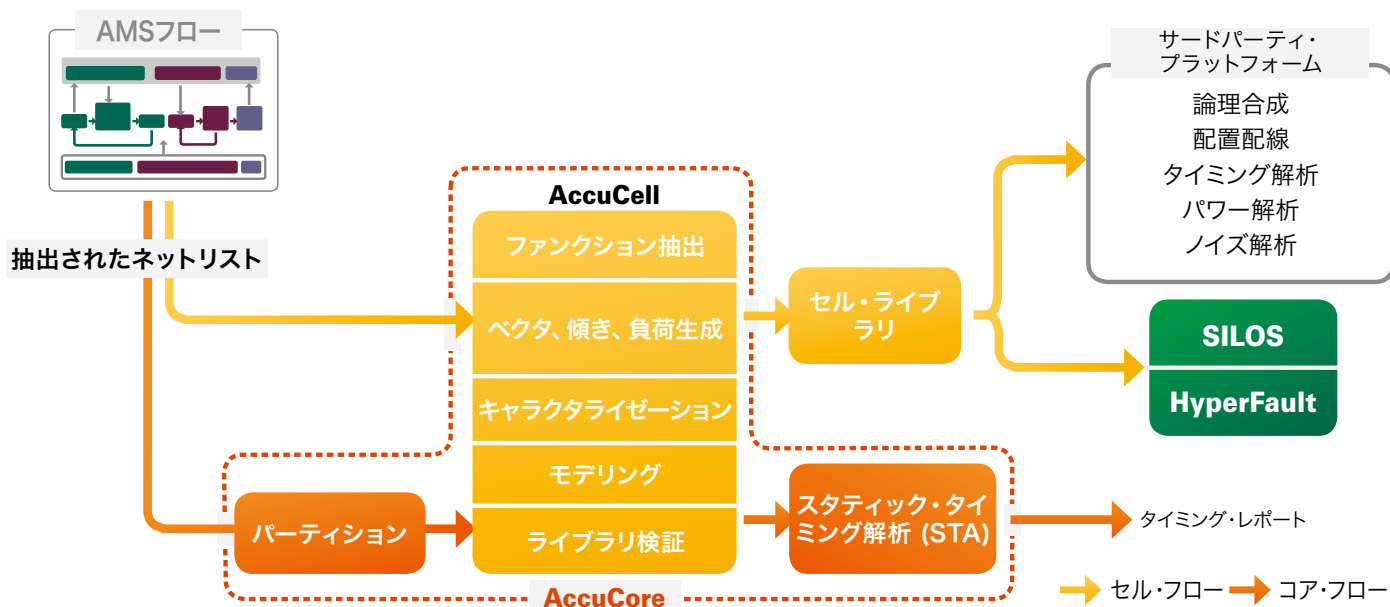 AMSフロー
抽出されたネットリスト
AccuCell
ファンクション抽出
ベクタ、傾き、負荷生成
キャラクタライゼーション
モデリング
ライブラリ検証
パーティション
AccuCore
セル・ライブ
ラリ
スタティック・タイ
ミング解析 (STA)
サードパーティ・
プラットフォーム
論理合成
配置配線
タイミング解析
パワー解析
ノイズ解析
SILOS
HyperFault
タイミング・レポート
セル・フロー
コア・フロー